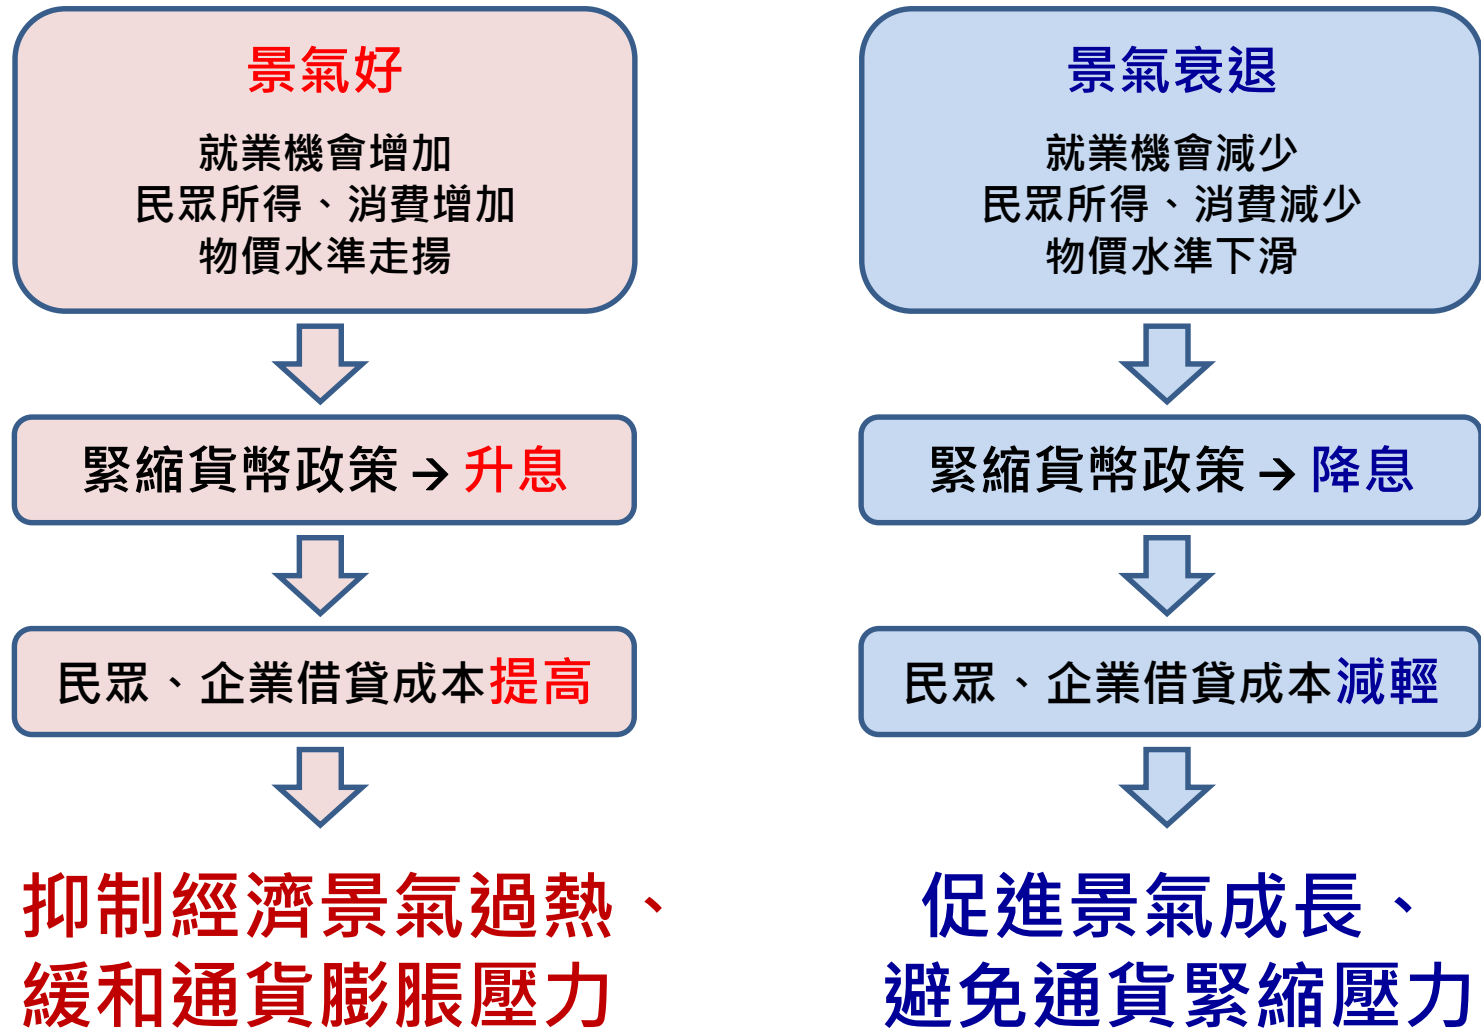 景氣好
就業機會增加
民眾所得、消費增加
物價水準走揚
緊縮貨幣政策→升息
民眾、企業借貸成本提高
抑制經濟景氣過熱、
緩和通貨膨脹壓力
景氣衰退
就業機會減少
民眾所得、消費減少
物價水準下滑
緊縮貨幣政策→降息
民眾、企業借貸成本減輕
促進景氣成長、
避免通貨緊縮壓力